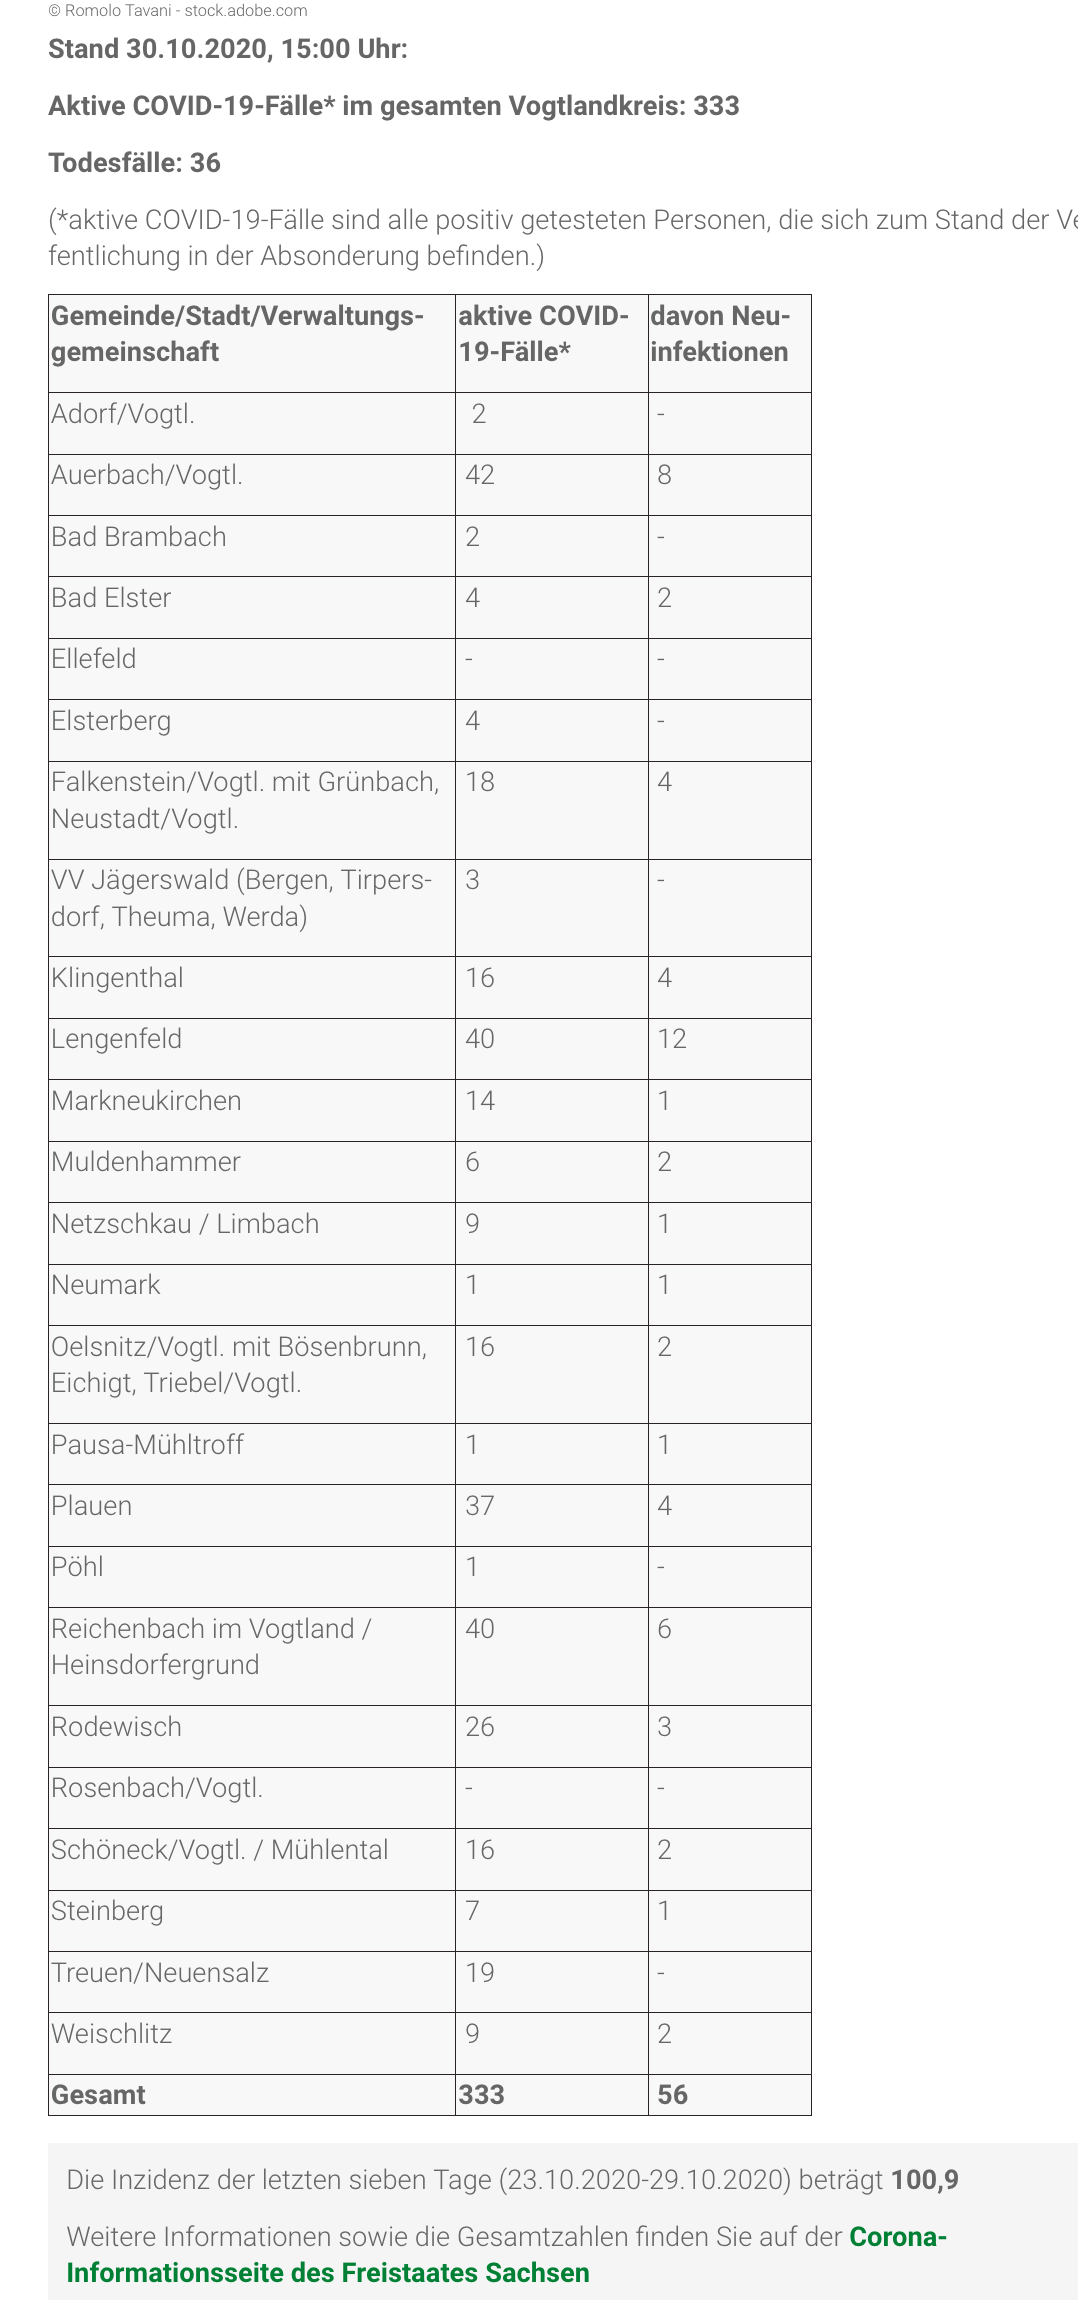 © Romolo Tavani - stock.adobe.com
Stand 30.10.2020, 15:00 Uhr:
Aktive COVID-19-Fälle* im gesamten Vogtlandkreis: 333
Todesfälle: 36
(*aktive COVID-19-Fälle sind alle positiv getesteten Personen, die sich zum Stand der Ve
fentlichung in der Absonderung befinden.)
Gemeinde/Stadt/Verwaltungs- aktive COVID- davon Neu-
gemeinschaft 19-Fälle* infektionen
Adorf/Vogtl. 2 -
Auerbach/Vogtl. 42 8
Bad Brambach 2 -
Bad Elster 4 2
Ellefeld - -
Elsterberg 4 -
Falkenstein/Vogtl. mit Grünbach, 18 4
Neustadt/Vogtl.
VV Jägerswald (Bergen, Tirpers- 3 -
dorf, Theuma, Werda)
Klingenthal 16 4
Lengenfeld 40 12
Markneukirchen 14 1
Muldenhammer 6 2
Netzschkau / Limbach 9 1
Neumark 1 1
Oelsnitz/Vogtl. mit Bösenbrunn, 16 2
Eichigt, Triebel/Vogtl.
Pausa-Mühltroff 1 1
Plauen 37 4
Pöhl 1 -
Reichenbach im Vogtland / 40 6
Heinsdorfergrund
Rodewisch 26 3
Rosenbach/Vogtl. - -
Schöneck/Vogtl. / Mühlental 16 2
Steinberg 7 1
Treuen/Neuensalz 19 -
Weischlitz 9 2
Gesamt 333 56
Die Inzidenz der letzten sieben Tage (23.10.2020-29.10.2020) beträgt 100,9
Weitere Informationen sowie die Gesamtzahlen finden Sie auf der Corona-
Informationsseite des Freistaates Sachsen